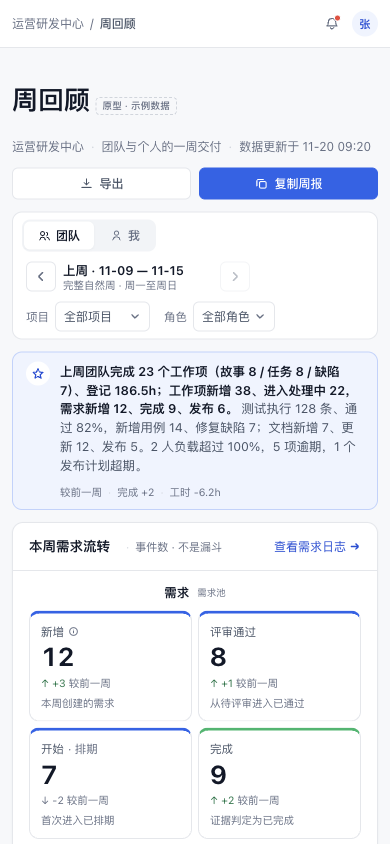 运营研发中心 / 周回顾
张
周回顾 原型 · 示例数据
运营研发中心 · 团队与个人的一周交付 · 数据更新于 11-20 09:20
导出
复制周报
团队
我
上周 · 11-09 — 11-15
完整自然周 · 周一至周日
项目 全部项目 角色 全部角色
上周团队完成 23 个工作项（故事 8 / 任务 8 / 缺陷
7）、登记 186.5h；工作项新增 38、进入处理中 22，
需求新增 12、完成 9、发布 6。 测试执行 128 条、通
过 82%，新增用例 14、修复缺陷 7；文档新增 7、更
新 12、发布 5。2 人负载超过 100%，5 项逾期，1 个
发布计划超期。
较前一周 · 完成 +2 · 工时 -6.2h
本周需求流转 · 事件数 · 不是漏斗 查看需求日志 →
需求 需求池
新增
12
↑ +3 较前一周
本周创建的需求
评审通过
8
↑ +1 较前一周
从待评审进入已通过
开始 · 排期
7
↓ -2 较前一周
首次进入已排期
完成
9
↑ +2 较前一周
证据判定为已完成